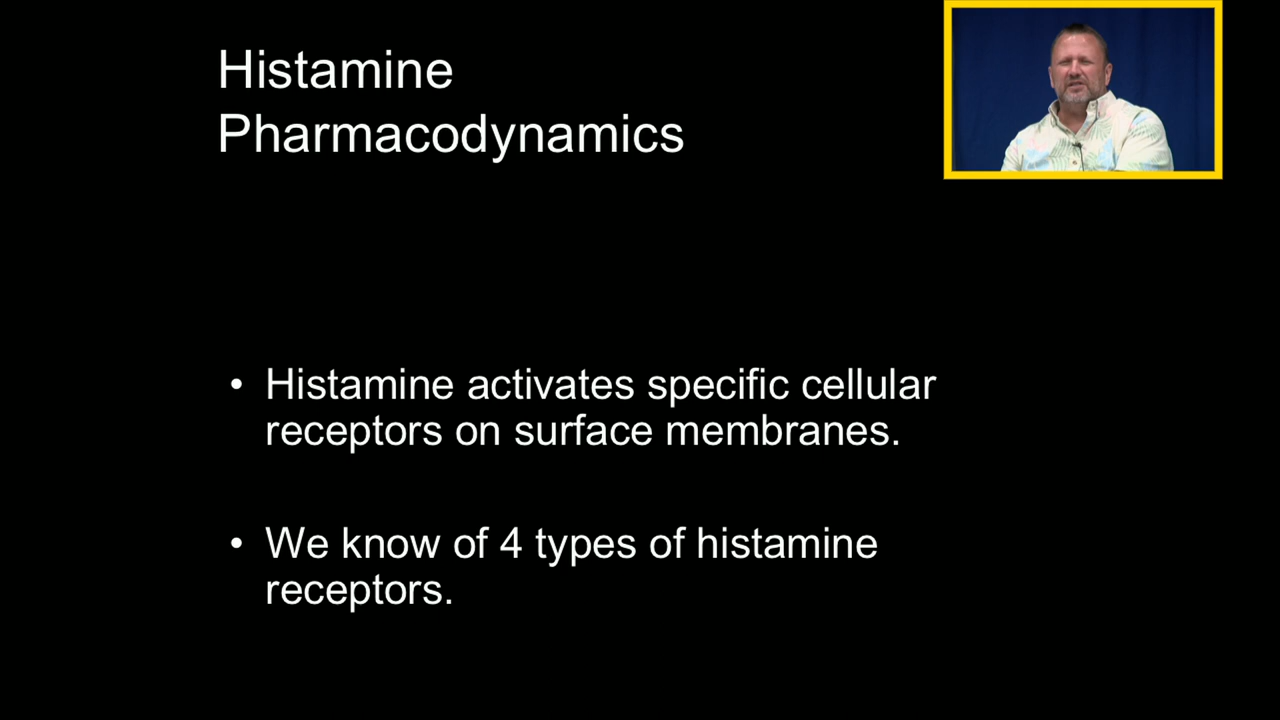 Histamine
Pharmacodynamics
• Histamine activates specific cellular
receptors on surface membranes.
• We know of 4 types of histamine
receptors.